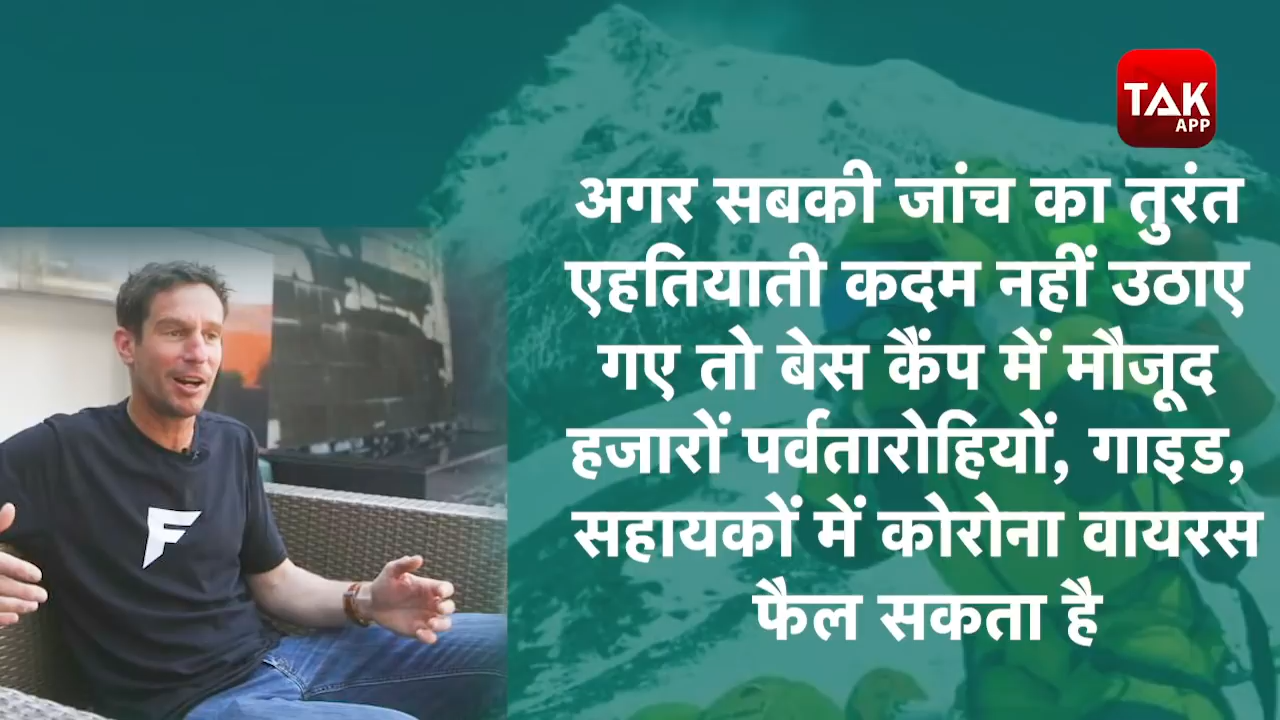 TAK
APP
अगर सबकी जांच का तुरंत
एहतियाती कदम नहीं उठाए
गए तो बेस कैंप में मौजूद
हजारों पर्वतारोहियों, गाइड,
सहायकों में कोरोना वायरस
फैल सकता है
F